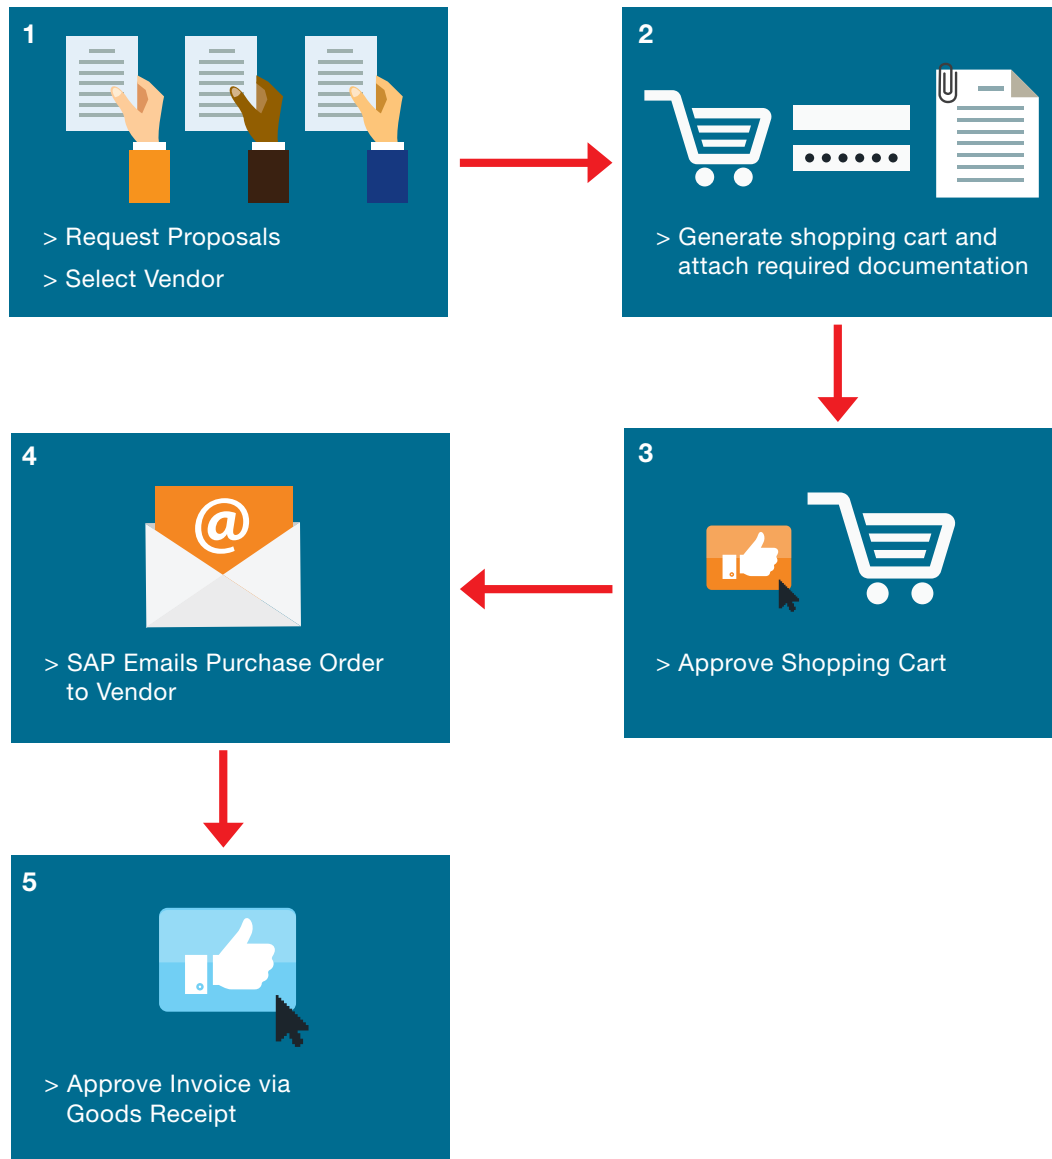 1
> Request Proposals
> Select Vendor
2
> Generate shopping cart and
attach required documentation
3
> Approve Shopping Cart
4
@
> SAP Emails Purchase Order
to Vendor
5
> Approve Invoice via
Goods Receipt